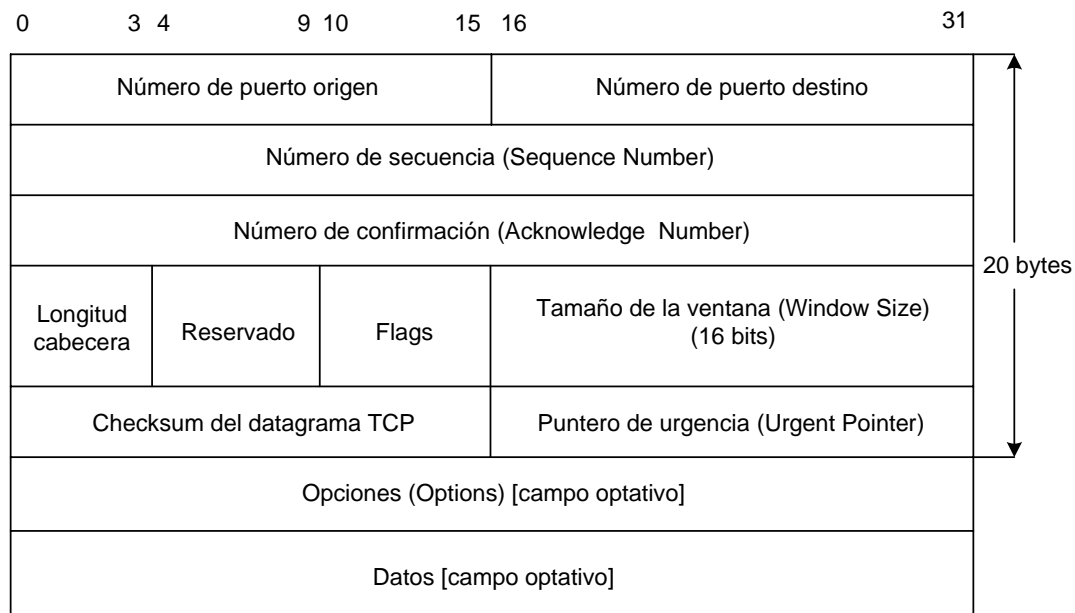 0 3 4 9 10 15 16 31
Número de puerto origen
Número de puerto destino
Número de secuencia (Sequence Number)
Número de confirmación (Acknowledge Number)
20 bytes
Longitud
cabecera
Reservado
Flags
Tamaño de la ventana (Window Size)
(16 bits)
Checksum del datagrama TCP
Puntero de urgencia (Urgent Pointer)
Opciones (Options) [campo optativo]
Datos [campo optativo]